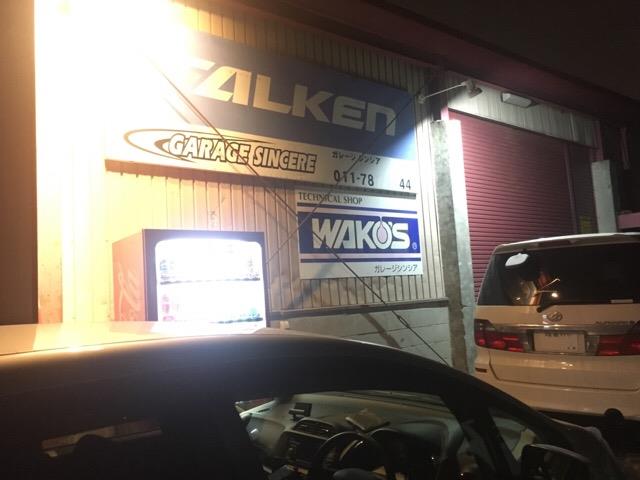 FALKEN
GARAGE SINCERE
ガレージ シンシア
011-78 44
TECHNICAL SHOP
WAKO'S
ガレージシンシア